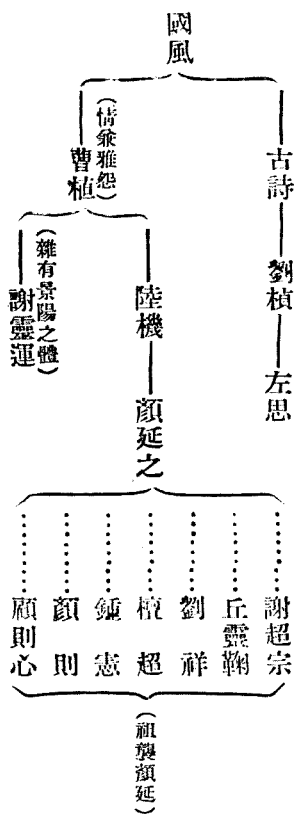 國風
古詩
劉楨
左思
(情兼雅怨)
曹植
陸機
顏延之
謝超宗
丘靈鞠
劉祥
檀超
鍾憲
顏則
顧則心
(祖襲顏延)
(雜有景陽之體)
謝靈運